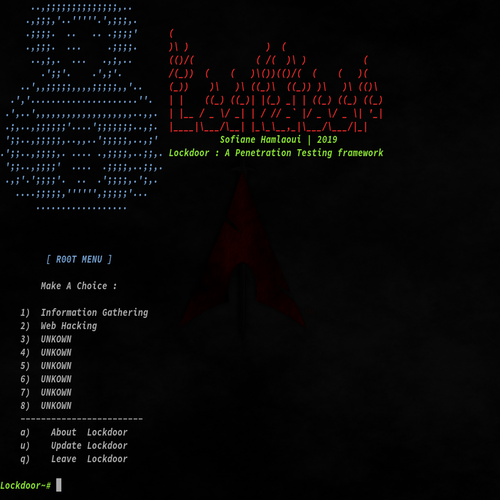 Sofiane Hamlaoui | 2019
Lockdoor : A Penetration Testing framework
[ ROOT MENU ]
Make A Choice :
1) Information Gathering
2) Web Hacking
3) UNKOWN
4) UNKOWN
5) UNKOWN
6) UNKOWN
7) UNKOWN
8) UNKOWN
------------------------
a) About Lockdoor
u) Update Lockdoor
q) Leave Lockdoor
Lockdoor~#